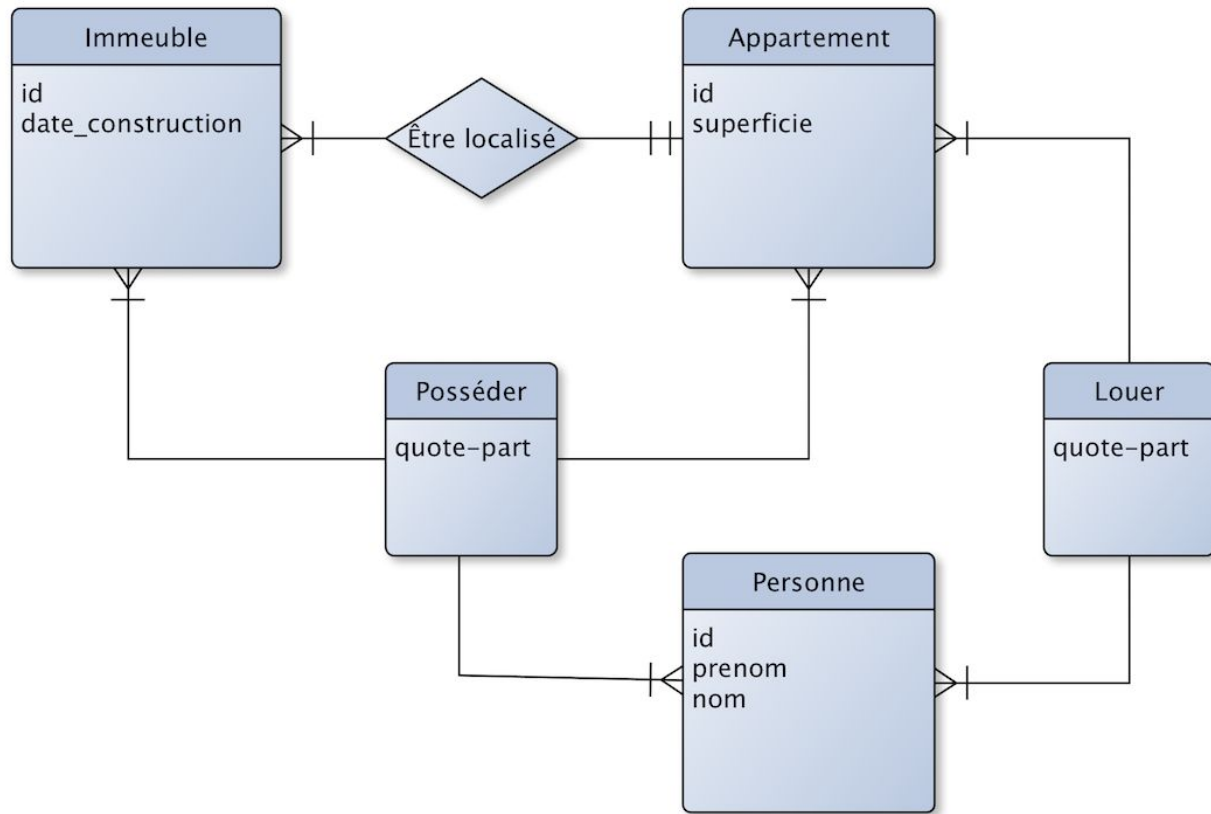 Immeuble
id
date_construction
Être localisé
Appartement
id
superficie
Posséder
quote-part
Louer
quote-part
Personne
id
prenom
nom